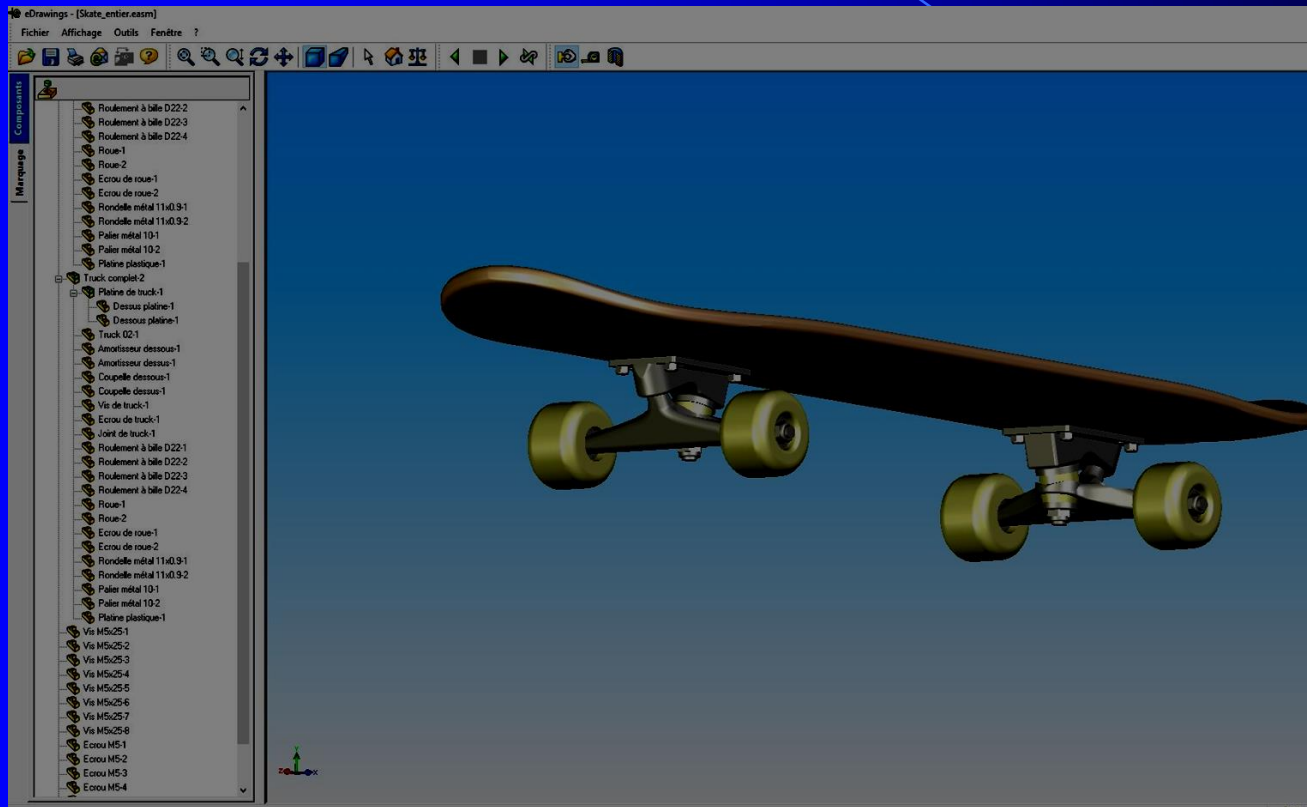 eDrawings - [Skate_entier.easm]
Fichier Affichage Outils Fenêtre ?
Composants
Marquage
Roulement à bille D22-2
Roulement à bille D22-3
Roulement à bille D22-4
Roue-1
Roue-2
Ecrou de roue-1
Ecrou de roue-2
Rondelle métal 11x0.9-1
Rondelle métal 11x0.9-2
Palier métal 10-1
Palier métal 10-2
Platine plastique-1
Truck complet-2
Platine de truck-1
Dessus platine-1
Dessous platine-1
Truck 02-1
Amortisseur dessous-1
Amortisseur dessus-1
Coupelle dessous-1
Coupelle dessus-1
Vis de truck-1
Ecrou de truck-1
Joint de truck-1
Roulement à bille D22-1
Roulement à bille D22-2
Roulement à bille D22-3
Roulement à bille D22-4
Roue-1
Roue-2
Ecrou de roue-1
Ecrou de roue-2
Rondelle métal 11x0.9-1
Rondelle métal 11x0.9-2
Palier métal 10-1
Palier métal 10-2
Platine plastique-1
Vis M5x25-1
Vis M5x25-2
Vis M5x25-3
Vis M5x25-4
Vis M5x25-5
Vis M5x25-6
Vis M5x25-7
Vis M5x25-8
Ecrou M5-1
Ecrou M5-2
Ecrou M5-3
Ecrou M5-4
Y
Z X